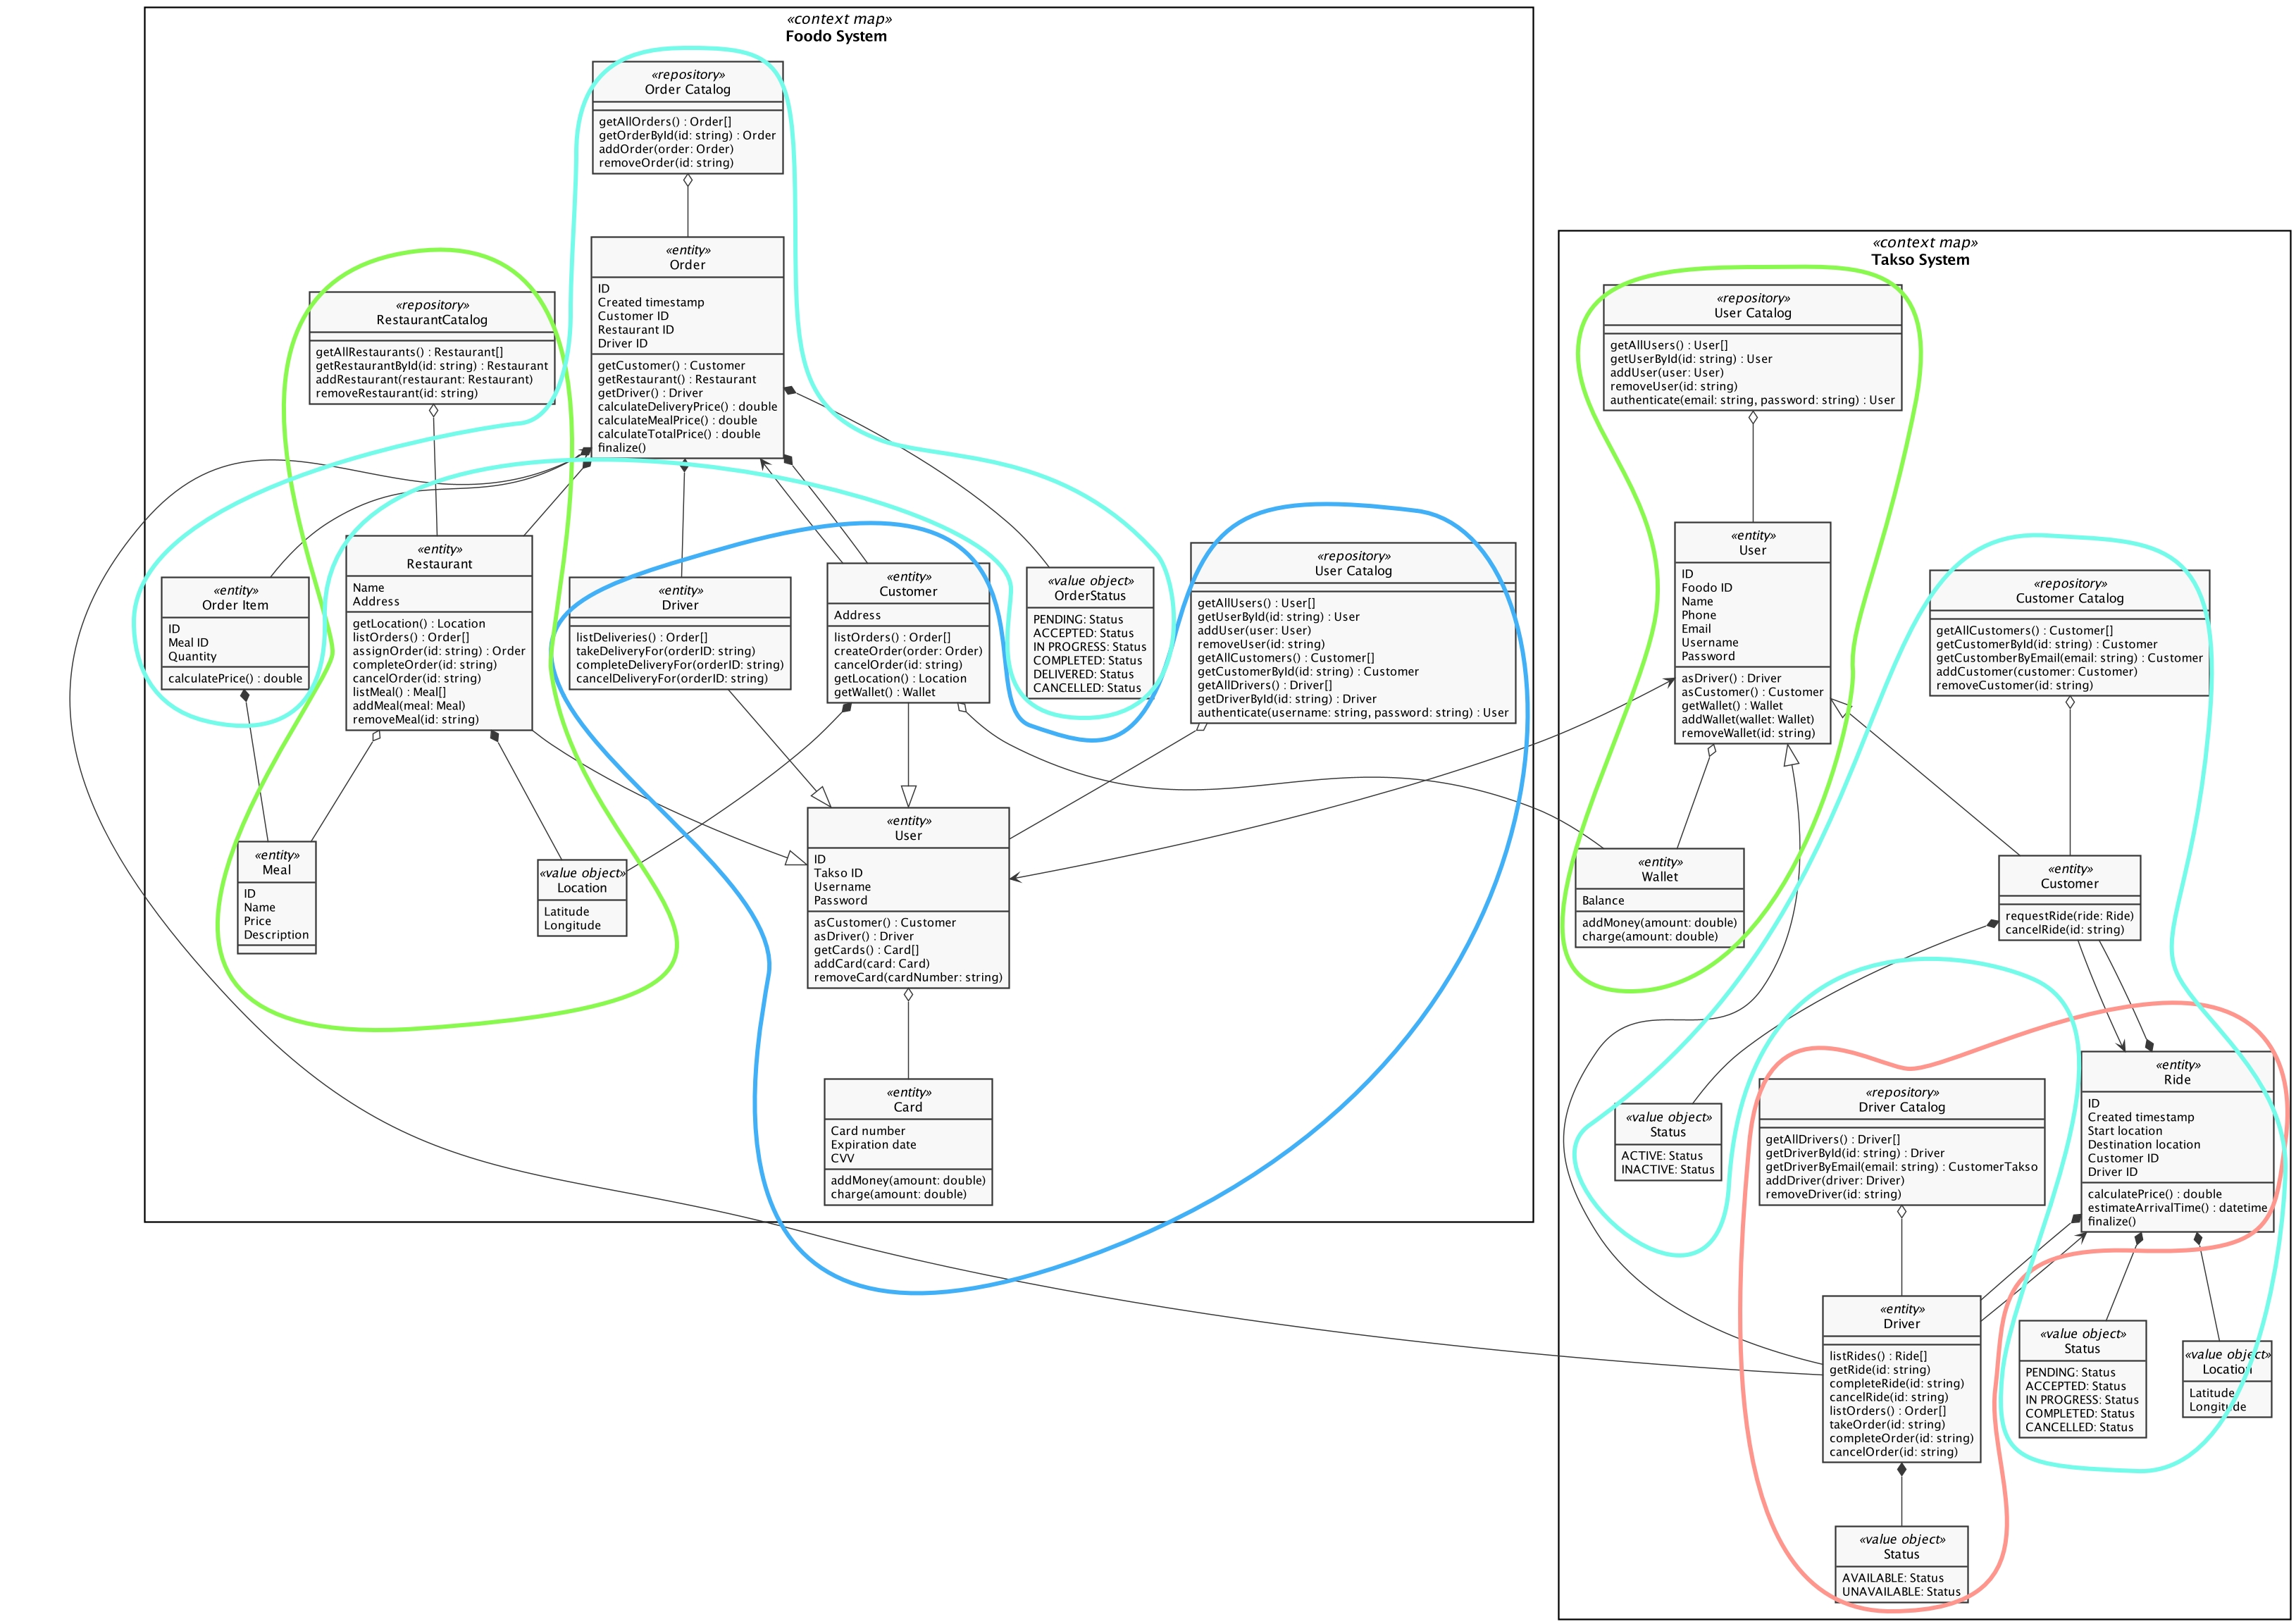 «context map»
Foodo System
«repository»
Order Catalog
getAllOrders() : Order[]
getOrderById(id: string) : Order
addOrder(order: Order)
removeOrder(id: string)
«entity»
Order
ID
Created timestamp
Customer ID
Restaurant ID
Driver ID
getCustomer() : Customer
getRestaurant() : Restaurant
getDriver() : Driver
calculateDeliveryPrice() : double
calculateMealPrice() : double
calculateTotalPrice() : double
finalize()
«repository»
RestaurantCatalog
getAllRestaurants() : Restaurant[]
getRestaurantById(id: string) : Restaurant
addRestaurant(restaurant: Restaurant)
removeRestaurant(id: string)
«entity»
Order Item
ID
Meal ID
Quantity
calculatePrice() : double
«entity»
Restaurant
Name
Address
getLocation() : Location
listOrders() : Order[]
assignOrder(id: string) : Order
completeOrder(id: string)
cancelOrder(id: string)
listMeal() : Meal[]
addMeal(meal: Meal)
removeMeal(id: string)
«entity»
Driver
listDeliveries() : Order[]
takeDeliveryFor(orderID: string)
completeDeliveryFor(orderID: string)
cancelDeliveryFor(orderID: string)
«entity»
Customer
Address
listOrders() : Order[]
createOrder(order: Order)
cancelOrder(id: string)
getLocation() : Location
getWallet() : Wallet
«value object»
OrderStatus
PENDING: Status
ACCEPTED: Status
IN PROGRESS: Status
COMPLETED: Status
DELIVERED: Status
CANCELLED: Status
«repository»
User Catalog
getAllUsers() : User[]
getUserById(id: string) : User
addUser(user: User)
removeUser(id: string)
getAllCustomers() : Customer[]
getCustomerById(id: string) : Customer
getAllDrivers() : Driver[]
getDriverById(id: string) : Driver
authenticate(username: string, password: string) : User
«entity»
Meal
ID
Name
Price
Description
«value object»
Location
Latitude
Longitude
«entity»
User
ID
Takso ID
Username
Password
asCustomer() : Customer
asDriver() : Driver
getCards() : Card[]
addCard(card: Card)
removeCard(cardNumber: string)
«entity»
Card
Card number
Expiration date
CVV
addMoney(amount: double)
charge(amount: double)
«context map»
Takso System
«repository»
User Catalog
getAllUsers() : User[]
getUserById(id: string) : User
addUser(user: User)
removeUser(id: string)
authenticate(email: string, password: string) : User
«entity»
User
ID
Foodo ID
Name
Phone
Email
Username
Password
asDriver() : Driver
asCustomer() : Customer
getWallet() : Wallet
addWallet(wallet: Wallet)
removeWallet(id: string)
«repository»
Customer Catalog
getAllCustomers() : Customer[]
getCustomerById(id: string) : Customer
getCustomberByEmail(email: string) : Customer
addCustomer(customer: Customer)
removeCustomer(id: string)
«entity»
Wallet
Balance
addMoney(amount: double)
charge(amount: double)
«entity»
Customer
requestRide(ride: Ride)
cancelRide(id: string)
«value object»
Status
ACTIVE: Status
INACTIVE: Status
«repository»
Driver Catalog
getAllDrivers() : Driver[]
getDriverById(id: string) : Driver
getDriverByEmail(email: string) : CustomerTakso
addDriver(driver: Driver)
removeDriver(id: string)
«entity»
Ride
ID
Created timestamp
Start location
Destination location
Customer ID
Driver ID
calculatePrice() : double
estimateArrivalTime() : datetime
finalize()
«entity»
Driver
listRides() : Ride[]
getRide(id: string)
completeRide(id: string)
cancelRide(id: string)
listOrders() : Order[]
takeOrder(id: string)
completeOrder(id: string)
cancelOrder(id: string)
«value object»
Status
PENDING: Status
ACCEPTED: Status
IN PROGRESS: Status
COMPLETED: Status
CANCELLED: Status
«value object»
Location
Latitude
Longitude
«value object»
Status
AVAILABLE: Status
UNAVAILABLE: Status